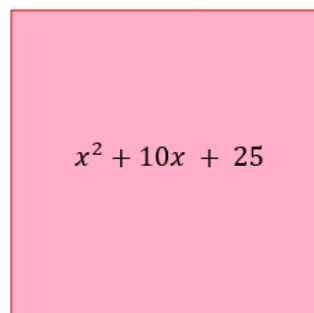 x² + 10x + 25